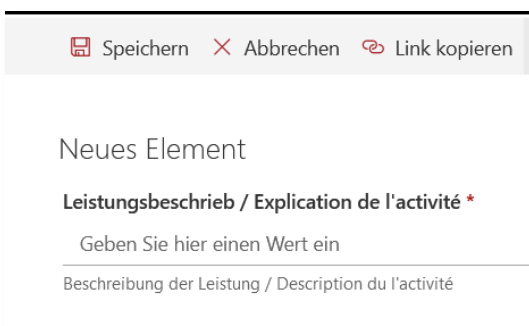 Speichern Abbrechen Link kopieren
Neues Element
Leistungsbeschrieb / Explication de l'activité *
Geben Sie hier einen Wert ein
Beschreibung der Leistung / Description du l'activité